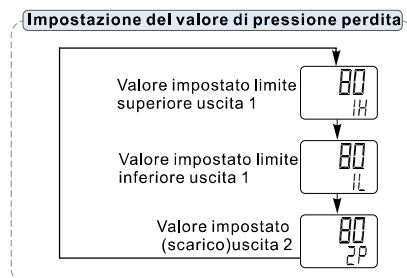 Impostazione del valore di pressione perdita
Valore impostato limite
superiore uscita 1
80
1H
Valore impostato limite
inferiore uscita 1
80
1L
Valore impostato
(scarico)uscita 2
80
2P